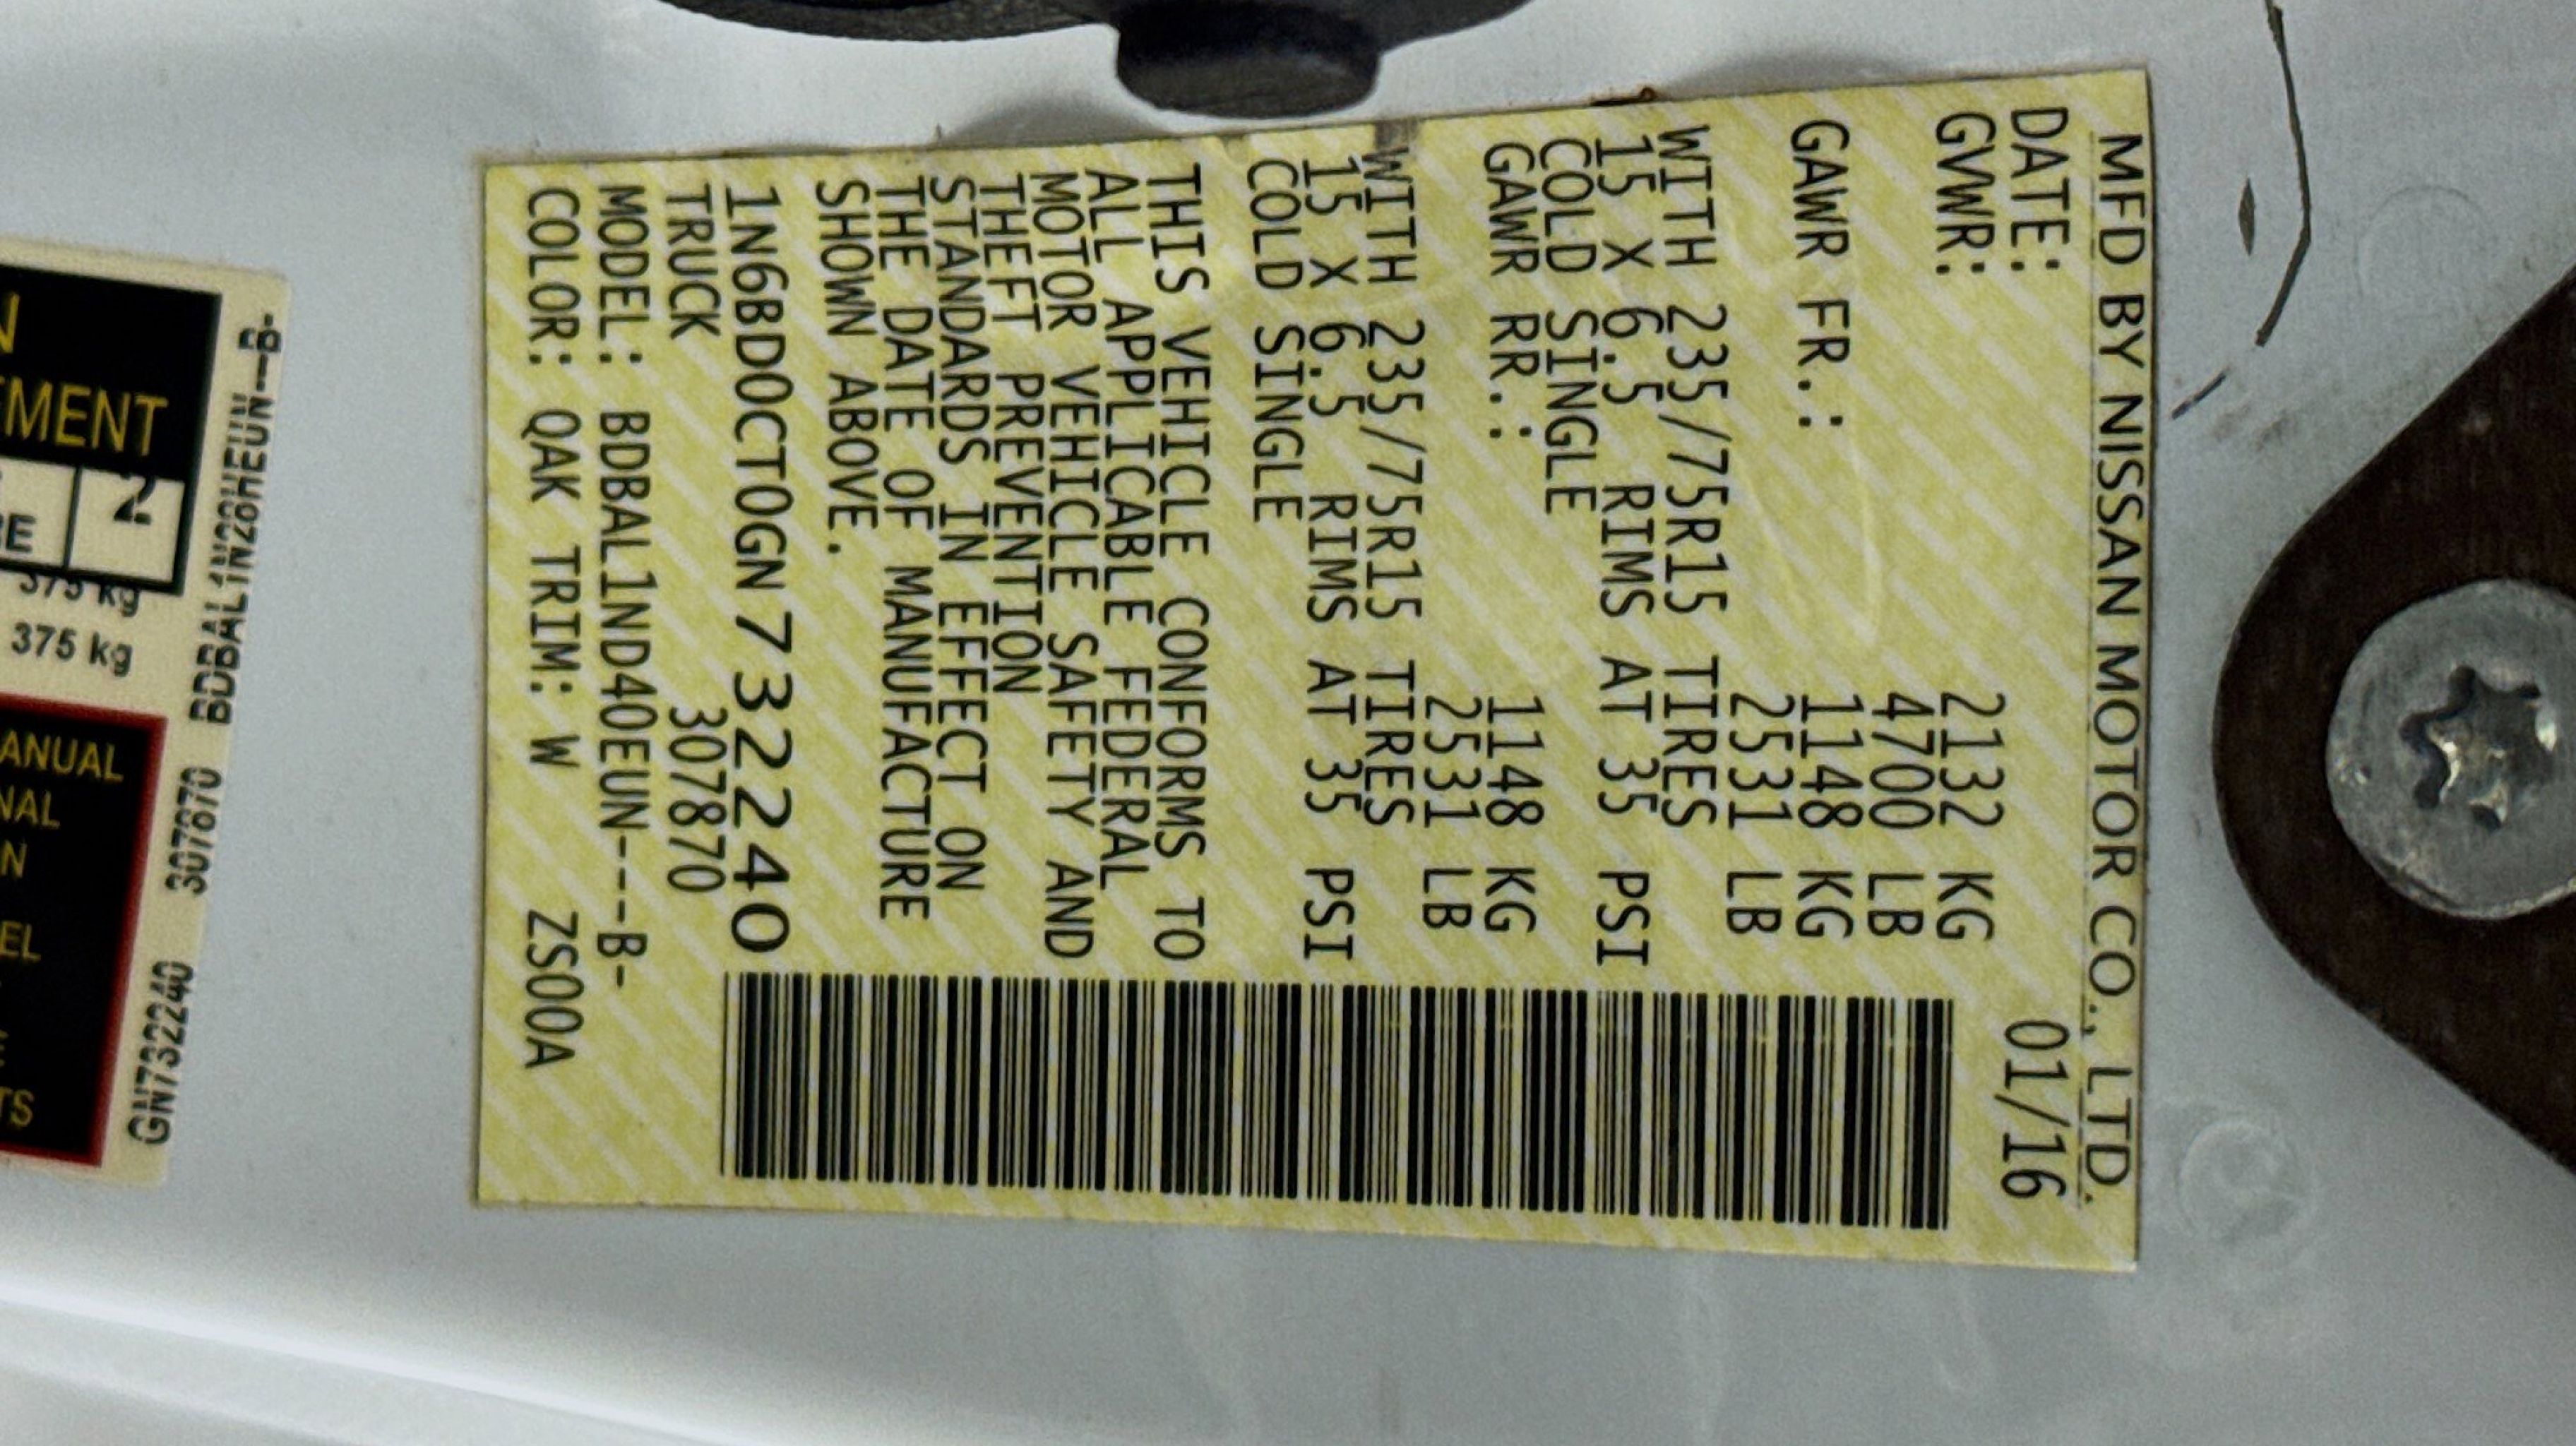 MFD BY NISSAN MOTOR CO., LTD.
DATE: 01/16
GVWR: 2132 KG
4700 LB
GAWR FR.: 1148 KG
2531 LB
WITH 235/75R15 TIRES
15 X 6.5 RIMS AT 35 PSI
COLD SINGLE
GAWR RR.: 1148 KG
2531 LB
WITH 235/75R15 TIRES
15 X 6.5 RIMS AT 35 PSI
COLD SINGLE
THIS VEHICLE CONFORMS TO
ALL APPLICABLE FEDERAL
MOTOR VEHICLE SAFETY AND
THEFT PREVENTION
STANDARDS IN EFFECT ON
THE DATE OF MANUFACTURE
SHOWN ABOVE.
1N6BD0CT0GN732240
TRUCK 307870
MODEL: BDBAL1ND40EUN---B-
COLOR: QAK TRIM: W ZS00A
307870 GN732240
2
375 kg
375 kg